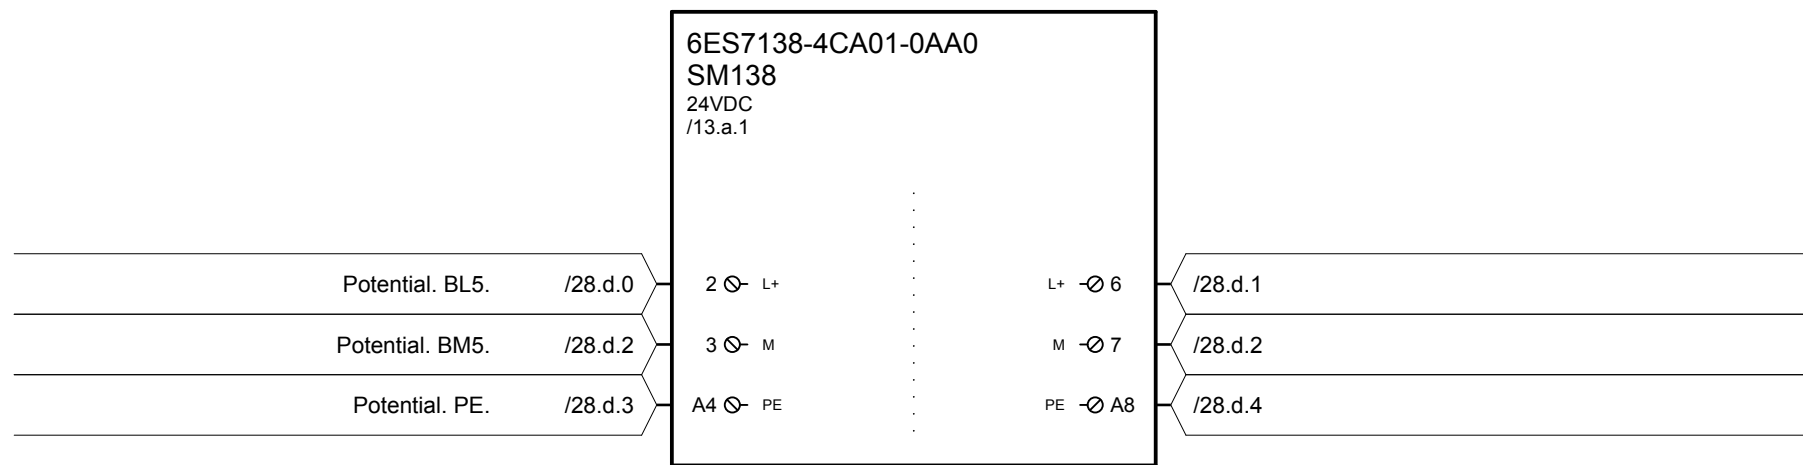 6ES7138-4CA01-0AA0
SM138
24VDC
/13.a.1
Potential. BL5. /28.d.0 2 L+ L+ 6 /28.d.1
Potential. BM5. /28.d.2 3 M M 7 /28.d.2
Potential. PE. /28.d.3 A4 PE PE A8 /28.d.4